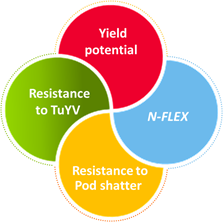 Yield
potential
Resistance
to TuYV
N-FLEX
Resistance to
Pod shatter